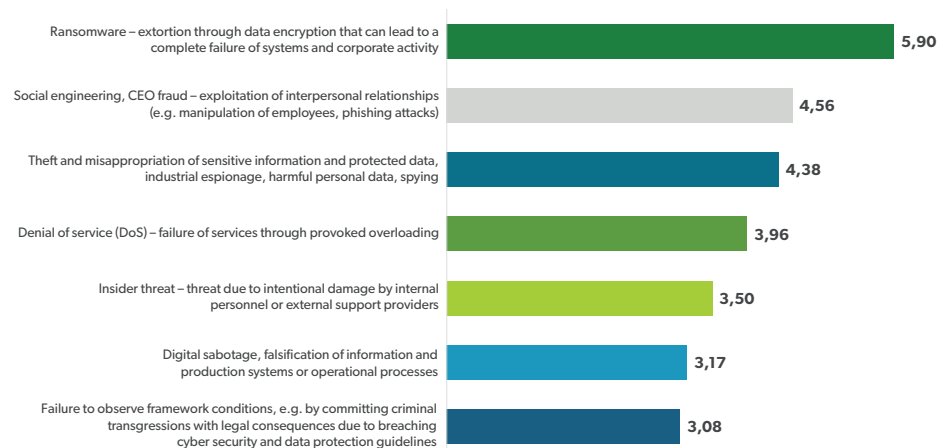 Ransomware – extortion through data encryption that can lead to a
complete failure of systems and corporate activity
5,90
Social engineering, CEO fraud – exploitation of interpersonal relationships
(e.g. manipulation of employees, phishing attacks)
4,56
Theft and misappropriation of sensitive information and protected data,
industrial espionage, harmful personal data, spying
4,38
Denial of service (DoS) – failure of services through provoked overloading
3,96
Insider threat – threat due to intentional damage by internal
personnel or external support providers
3,50
Digital sabotage, falsification of information and
production systems or operational processes
3,17
Failure to observe framework conditions, e.g. by committing criminal
transgressions with legal consequences due to breaching
cyber security and data protection guidelines
3,08